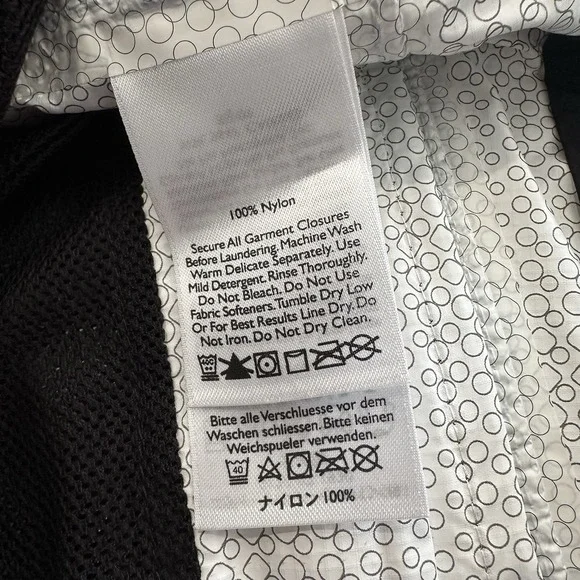 100% Nylon
Secure All Garment Closures
Before Laundering. Machine Wash
Warm Delicate Separately. Use
Mild Detergent. Rinse Thoroughly.
Do Not Bleach. Do Not Use
Fabric Softeners. Tumble Dry Low
Or For Best Results Line Dry. Do
Not Iron. Do Not Dry Clean.
Bitte alle Verschluesse vor dem
Waschen schliessen. Bitte keinen
Weichspueler verwenden.
40
ナイロン 100%